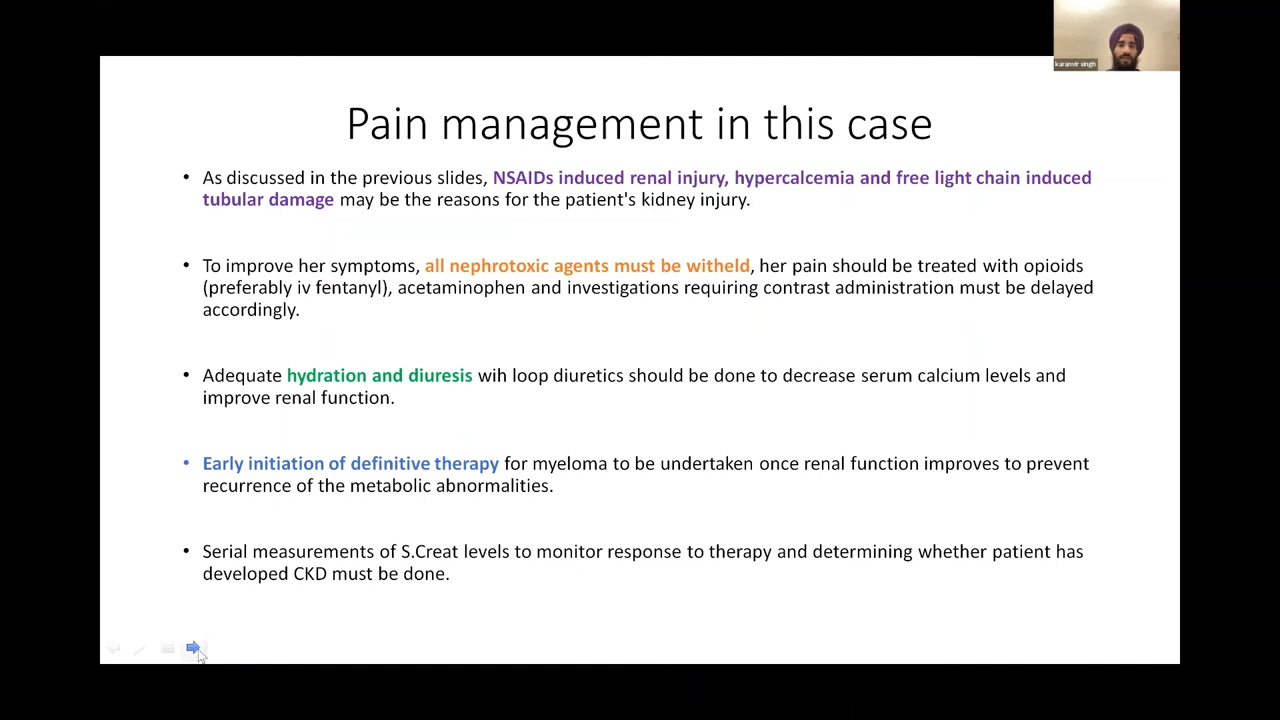 karanvir singh
Pain management in this case
• As discussed in the previous slides, NSAIDs induced renal injury, hypercalcemia and free light chain induced
tubular damage may be the reasons for the patient's kidney injury.
• To improve her symptoms, all nephrotoxic agents must be witheld, her pain should be treated with opioids
(preferably iv fentanyl), acetaminophen and investigations requiring contrast administration must be delayed
accordingly.
• Adequate hydration and diuresis wih loop diuretics should be done to decrease serum calcium levels and
improve renal function.
• Early initiation of definitive therapy for myeloma to be undertaken once renal function improves to prevent
recurrence of the metabolic abnormalities.
• Serial measurements of S.Creat levels to monitor response to therapy and determining whether patient has
developed CKD must be done.